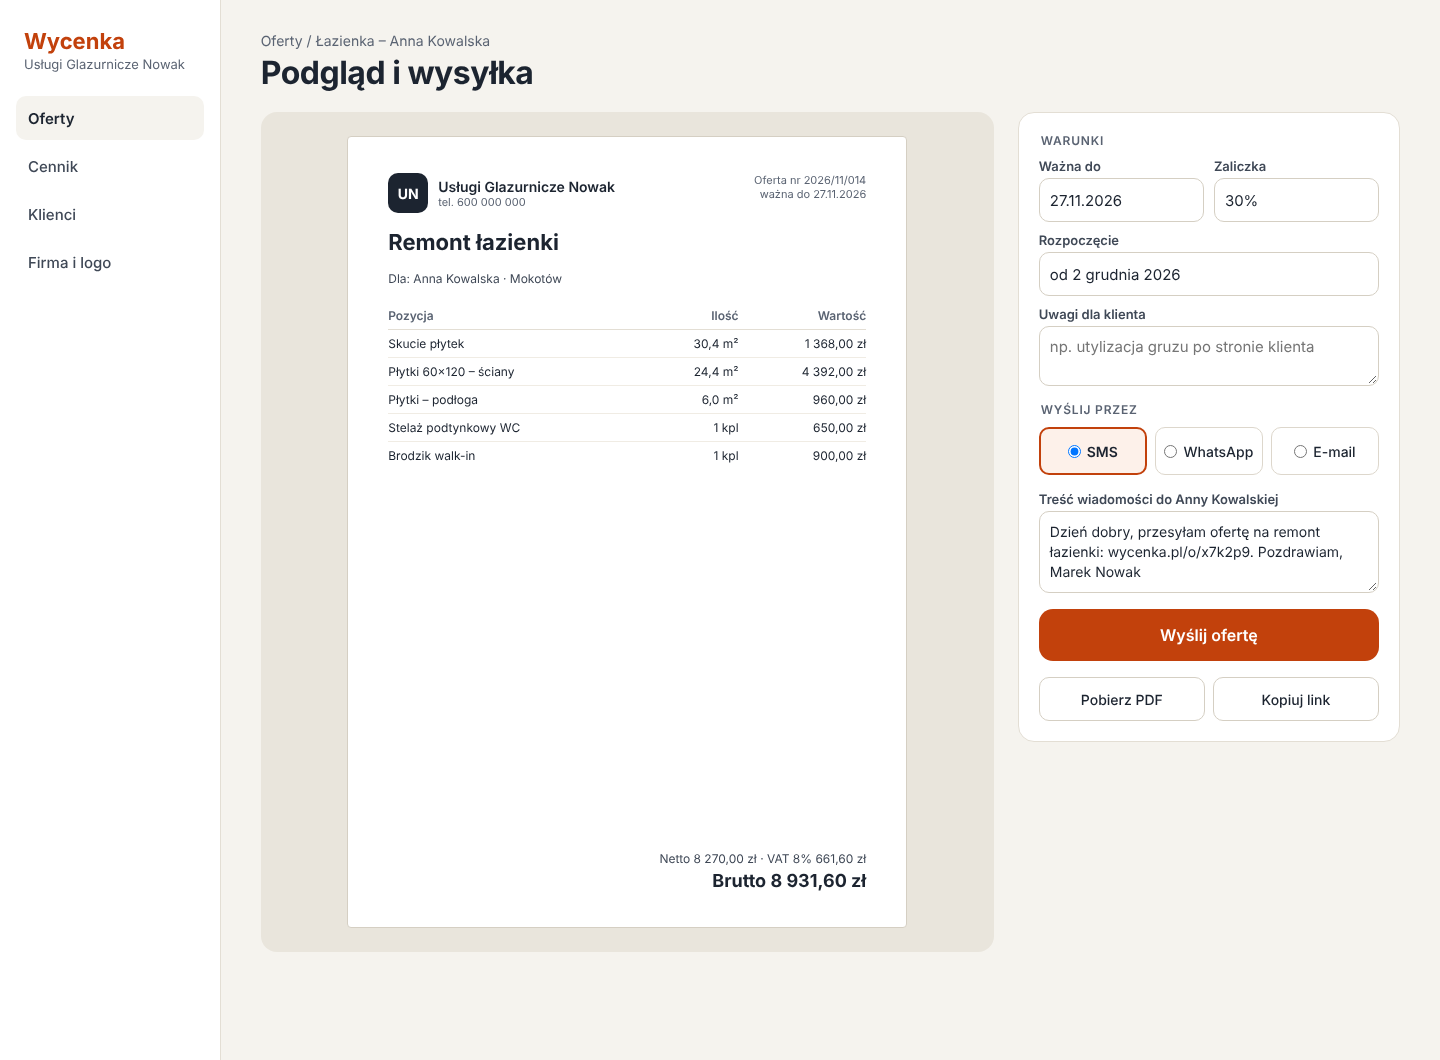 Wycenka
Usługi Glazurnicze Nowak
Oferty
Cennik
Klienci
Firma i logo
Oferty / Łazienka – Anna Kowalska
Podgląd i wysyłka
UN
Usługi Glazurnicze Nowak
tel. 600 000 000
Oferta nr 2026/11/014
ważna do 27.11.2026
Remont łazienki
Dla: Anna Kowalska · Mokotów
Pozycja Ilość Wartość
Skucie płytek 30,4 m² 1 368,00 zł
Płytki 60×120 – ściany 24,4 m² 4 392,00 zł
Płytki – podłoga 6,0 m² 960,00 zł
Stelaż podtynkowy WC 1 kpl 650,00 zł
Brodzik walk-in 1 kpl 900,00 zł
Netto 8 270,00 zł · VAT 8% 661,60 zł
Brutto 8 931,60 zł
WARUNKI
Ważna do Zaliczka
27.11.2026 30%
Rozpoczęcie
od 2 grudnia 2026
Uwagi dla klienta
np. utylizacja gruzu po stronie klienta
WYŚLIJ PRZEZ
SMS WhatsApp E-mail
Treść wiadomości do Anny Kowalskiej
Dzień dobry, przesyłam ofertę na remont
łazienki: wycenka.pl/o/x7k2p9. Pozdrawiam,
Marek Nowak
Wyślij ofertę
Pobierz PDF Kopiuj link